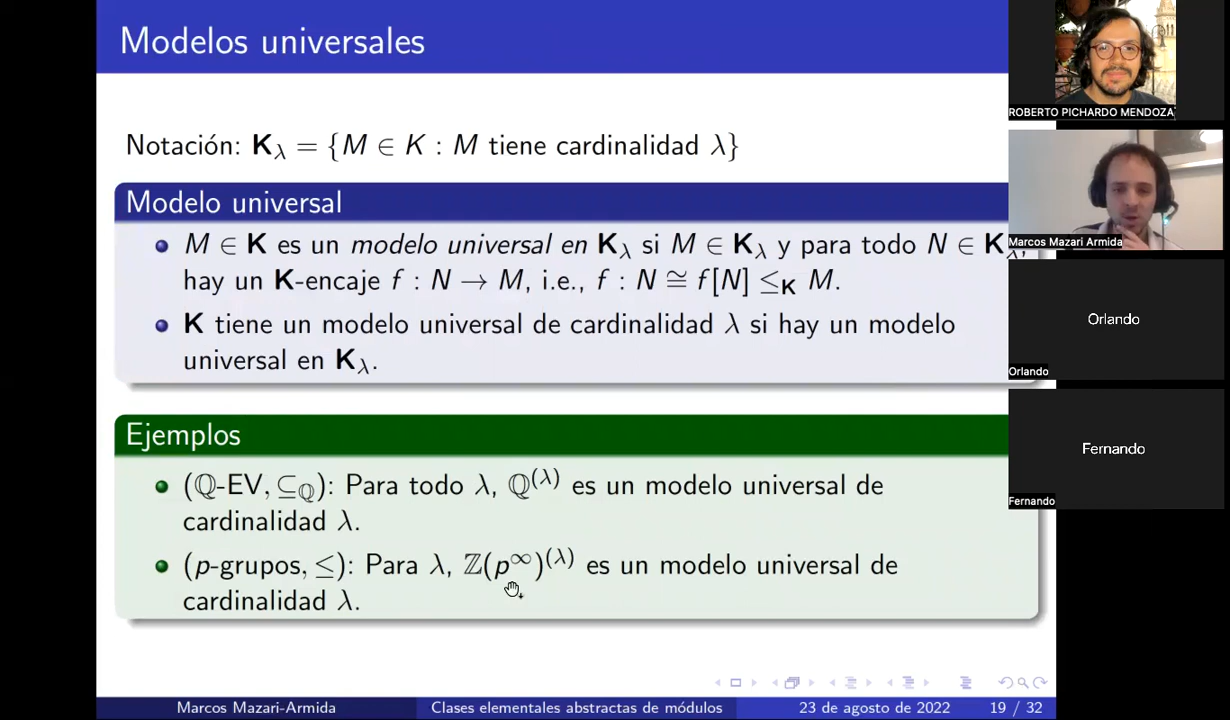 Modelos universales
Notación: K_λ = {M ∈ K : M tiene cardinalidad λ}
Modelo universal
M ∈ K es un modelo universal en K_λ si M ∈ K_λ y para todo N ∈ K_λ,
hay un K-encaje f : N → M, i.e., f : N ≅ f[N] ≤_K M.
K tiene un modelo universal de cardinalidad λ si hay un modelo
universal en K_λ.
Ejemplos
(ℚ-EV, ⊆_ℚ): Para todo λ, ℚ^(λ) es un modelo universal de
cardinalidad λ.
(p-grupos, ≤): Para λ, ℤ(p^∞)^(λ) es un modelo universal de
cardinalidad λ.
Marcos Mazari-Armida
Clases elementales abstractas de módulos
23 de agosto de 2022
19 / 32
ROBERTO PICHARDO MENDOZA
Marcos Mazari Armida
Orlando
Orlando
Fernando
Fernando